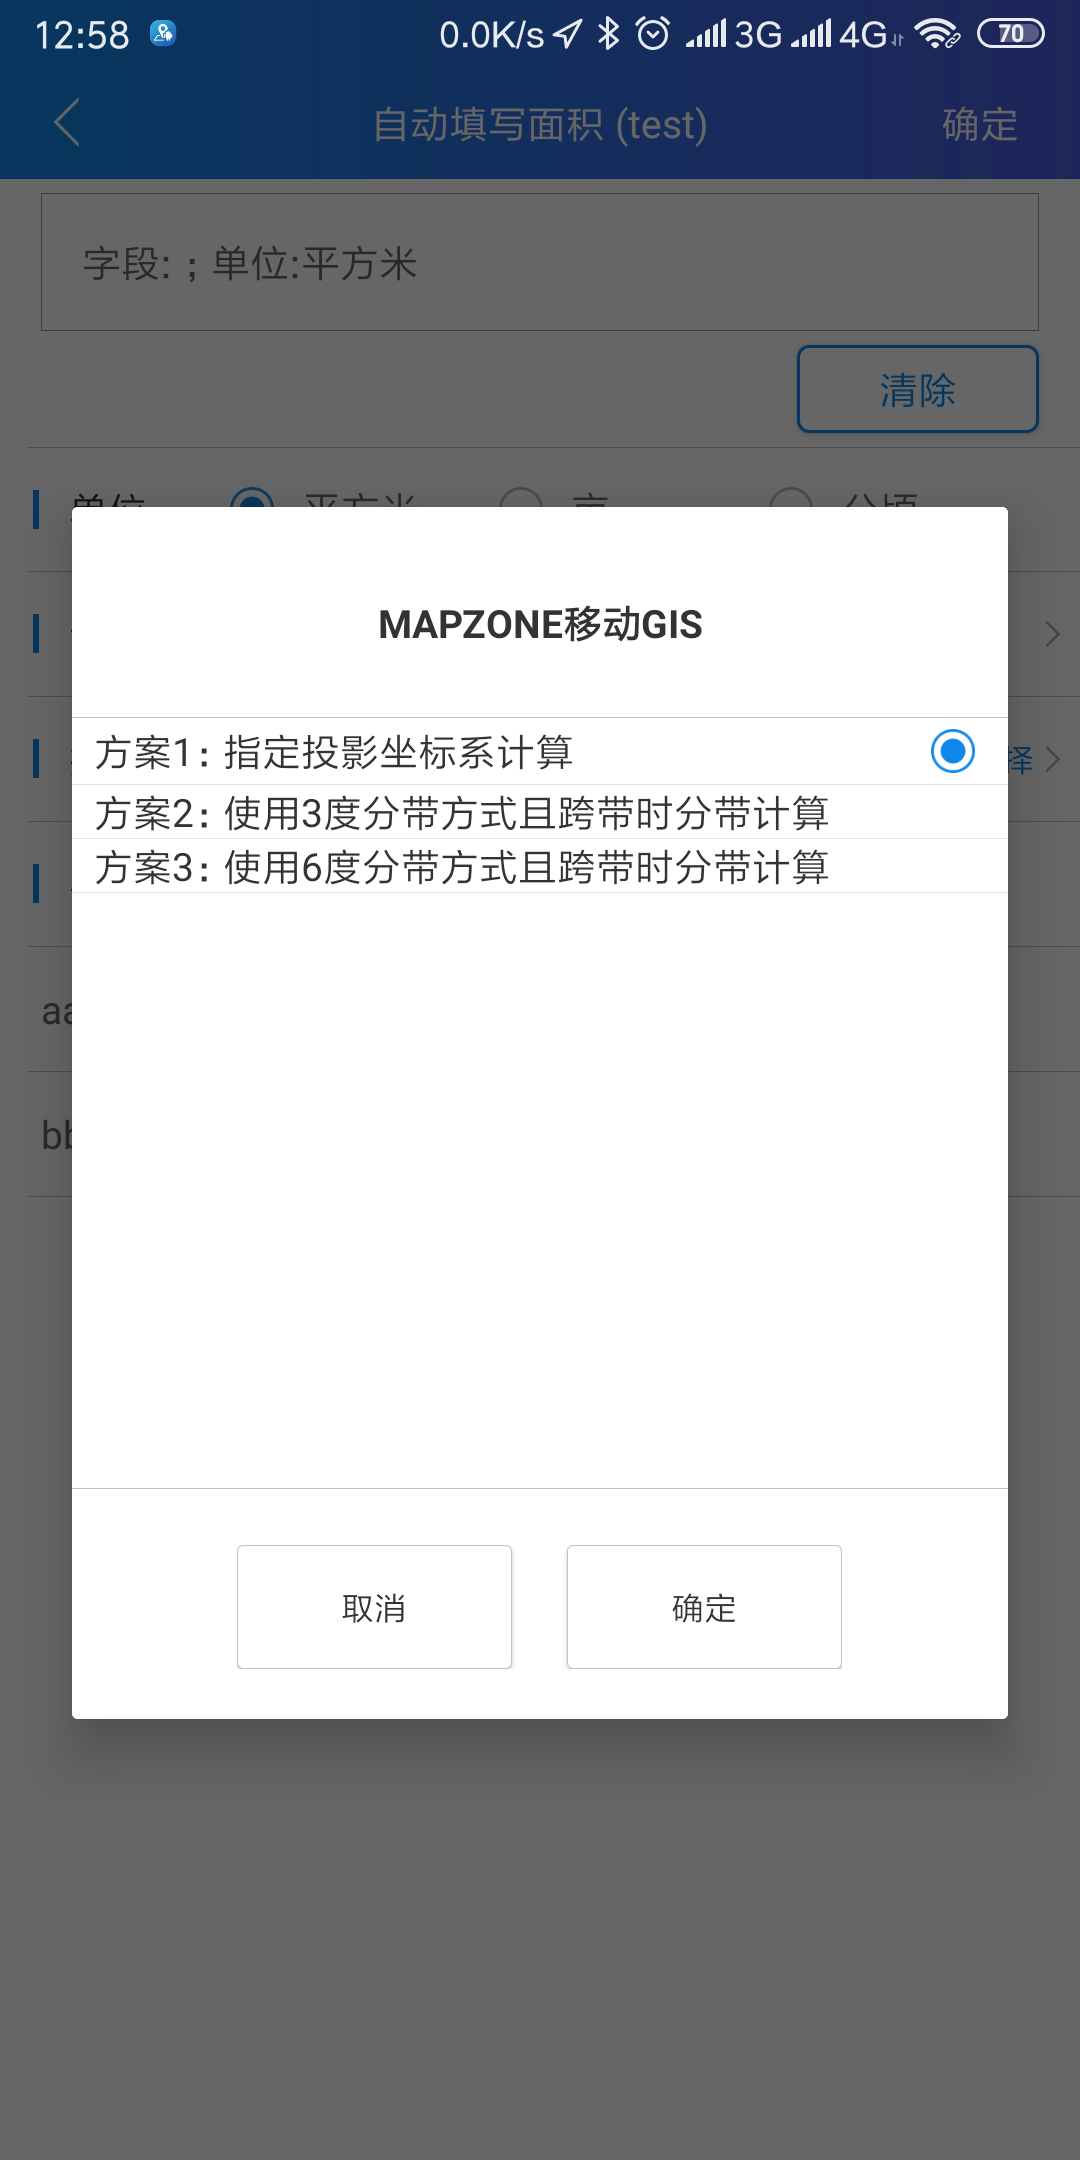 12:58 0.0K/s 3G 4G 70
自动填写面积 (test) 确定
字段: ; 单位:平方米
清除
单位 平方米 亩 公顷
MAPZONE移动GIS
方案1: 指定投影坐标系计算
择
方案2: 使用3度分带方式且跨带时分带计算
方案3: 使用6度分带方式且跨带时分带计算
取消 确定